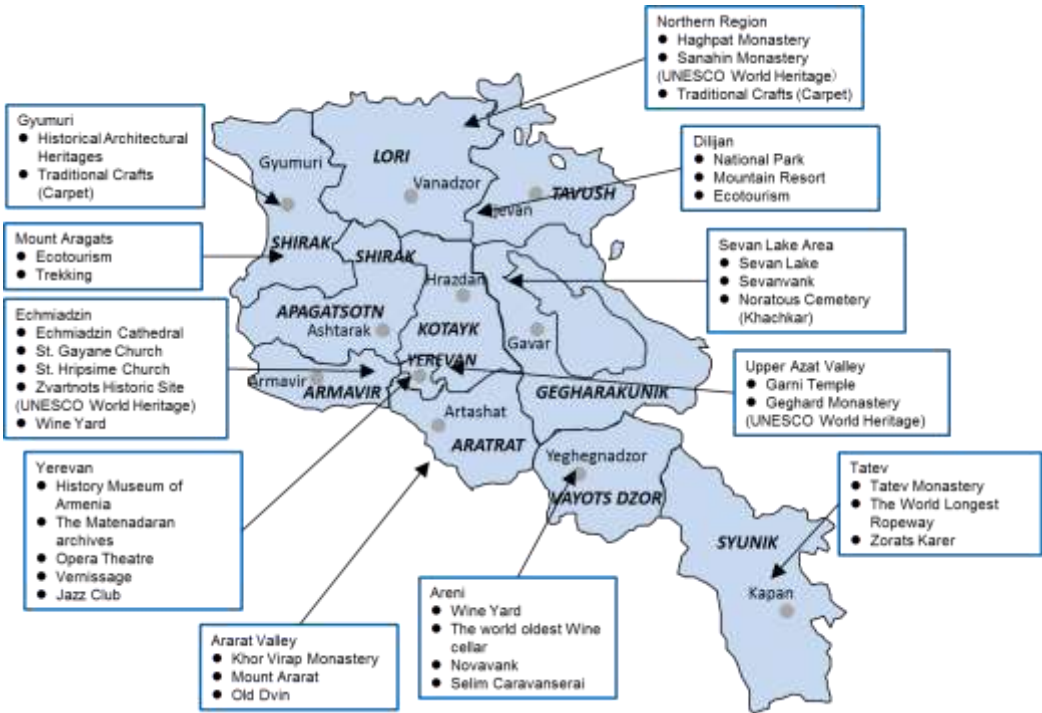 Northern Region
● Haghpat Monastery
● Sanahin Monastery
(UNESCO World Heritage)
● Traditional Crafts (Carpet)
Gyumuri
● Historical Architectural
Heritages
● Traditional Crafts
(Carpet)
Dilijan
● National Park
● Mountain Resort
● Ecotourism
Mount Aragats
● Ecotourism
● Trekking
Sevan Lake Area
● Sevan Lake
● Sevanvank
● Noratous Cemetery
(Khachkar)
Echmiadzin
● Echmiadzin Cathedral
● St. Gayane Church
● St. Hripsime Church
● Zvartnots Historic Site
(UNESCO World Heritage)
● Wine Yard
Upper Azat Valley
● Garni Temple
● Geghard Monastery
(UNESCO World Heritage)
Yerevan
● History Museum of
Armenia
● The Matenadaran
archives
● Opera Theatre
● Vernissage
● Jazz Club
Tatev
● Tatev Monastery
● The World Longest
Ropeway
● Zorats Karer
Areni
● Wine Yard
● The world oldest Wine
cellar
● Novavank
● Selim Caravanserai
Ararat Valley
● Khor Virap Monastery
● Mount Ararat
● Old Dvin
Gyumuri
LORI
Vanadzor
TAVUSH
jevan
SHIRAK
SHIRAK
Hrazdan
APAGATSOTN
Ashtarak
KOTAYK
Gavar
YEREVAN
Armavir
ARMAVIR
GEGHARAKUNIK
Artashat
ARATRAT
Yeghegnadzor
VAYOTS DZOR
SYUNIK
Kapan